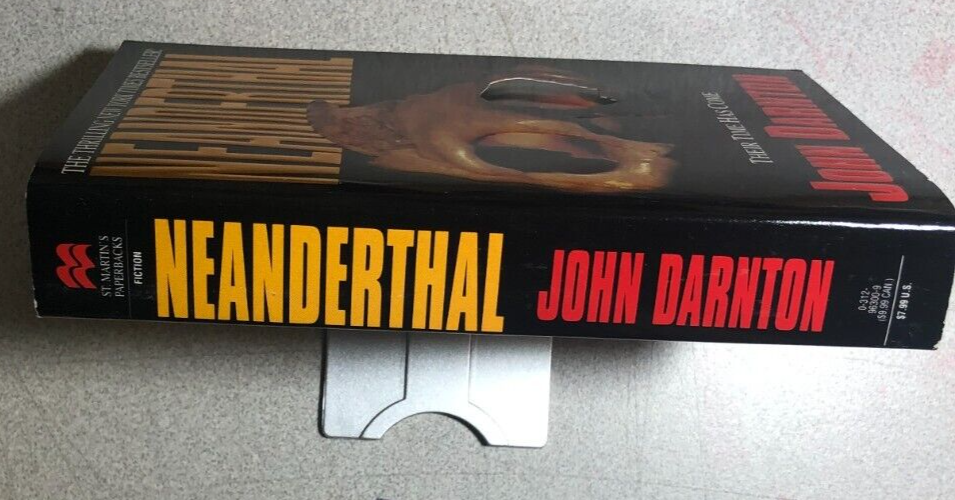 THE THRILLING NEW YORK TIMES BESTSELLER
NEANDERTHAL
THEIR TIME HAS COME
JOHN DARNTON
ST. MARTIN'S
PAPERBACKS
FICTION
NEANDERTHAL
JOHN DARNTON
0-312-
96300-9
($9.99 CAN)
$7.99 U.S.